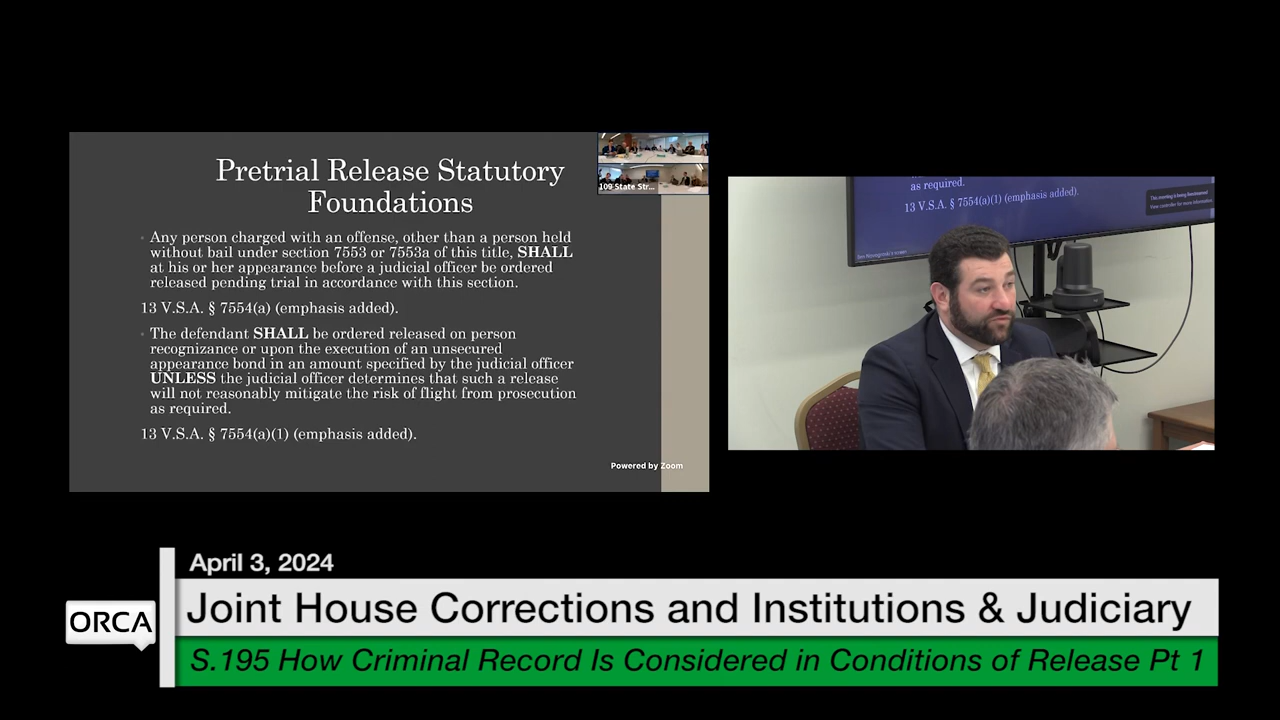 Pretrial Release Statutory
Foundations
Any person charged with an offense, other than a person held
without bail under section 7553 or 7553a of this title, SHALL
at his or her appearance before a judicial officer be ordered
released pending trial in accordance with this section.
13 V.S.A. § 7554(a) (emphasis added).
The defendant SHALL be ordered released on person
recognizance or upon the execution of an unsecured
appearance bond in an amount specified by the judicial officer
UNLESS the judicial officer determines that such a release
will not reasonably mitigate the risk of flight from prosecution
as required.
13 V.S.A. § 7554(a)(1) (emphasis added).
109 State Str...
Powered by Zoom
as required.
13 V.S.A. § 7554(a)(1) (emphasis added).
April 3, 2024
ORCA
Joint House Corrections and Institutions & Judiciary
S.195 How Criminal Record Is Considered in Conditions of Release Pt 1